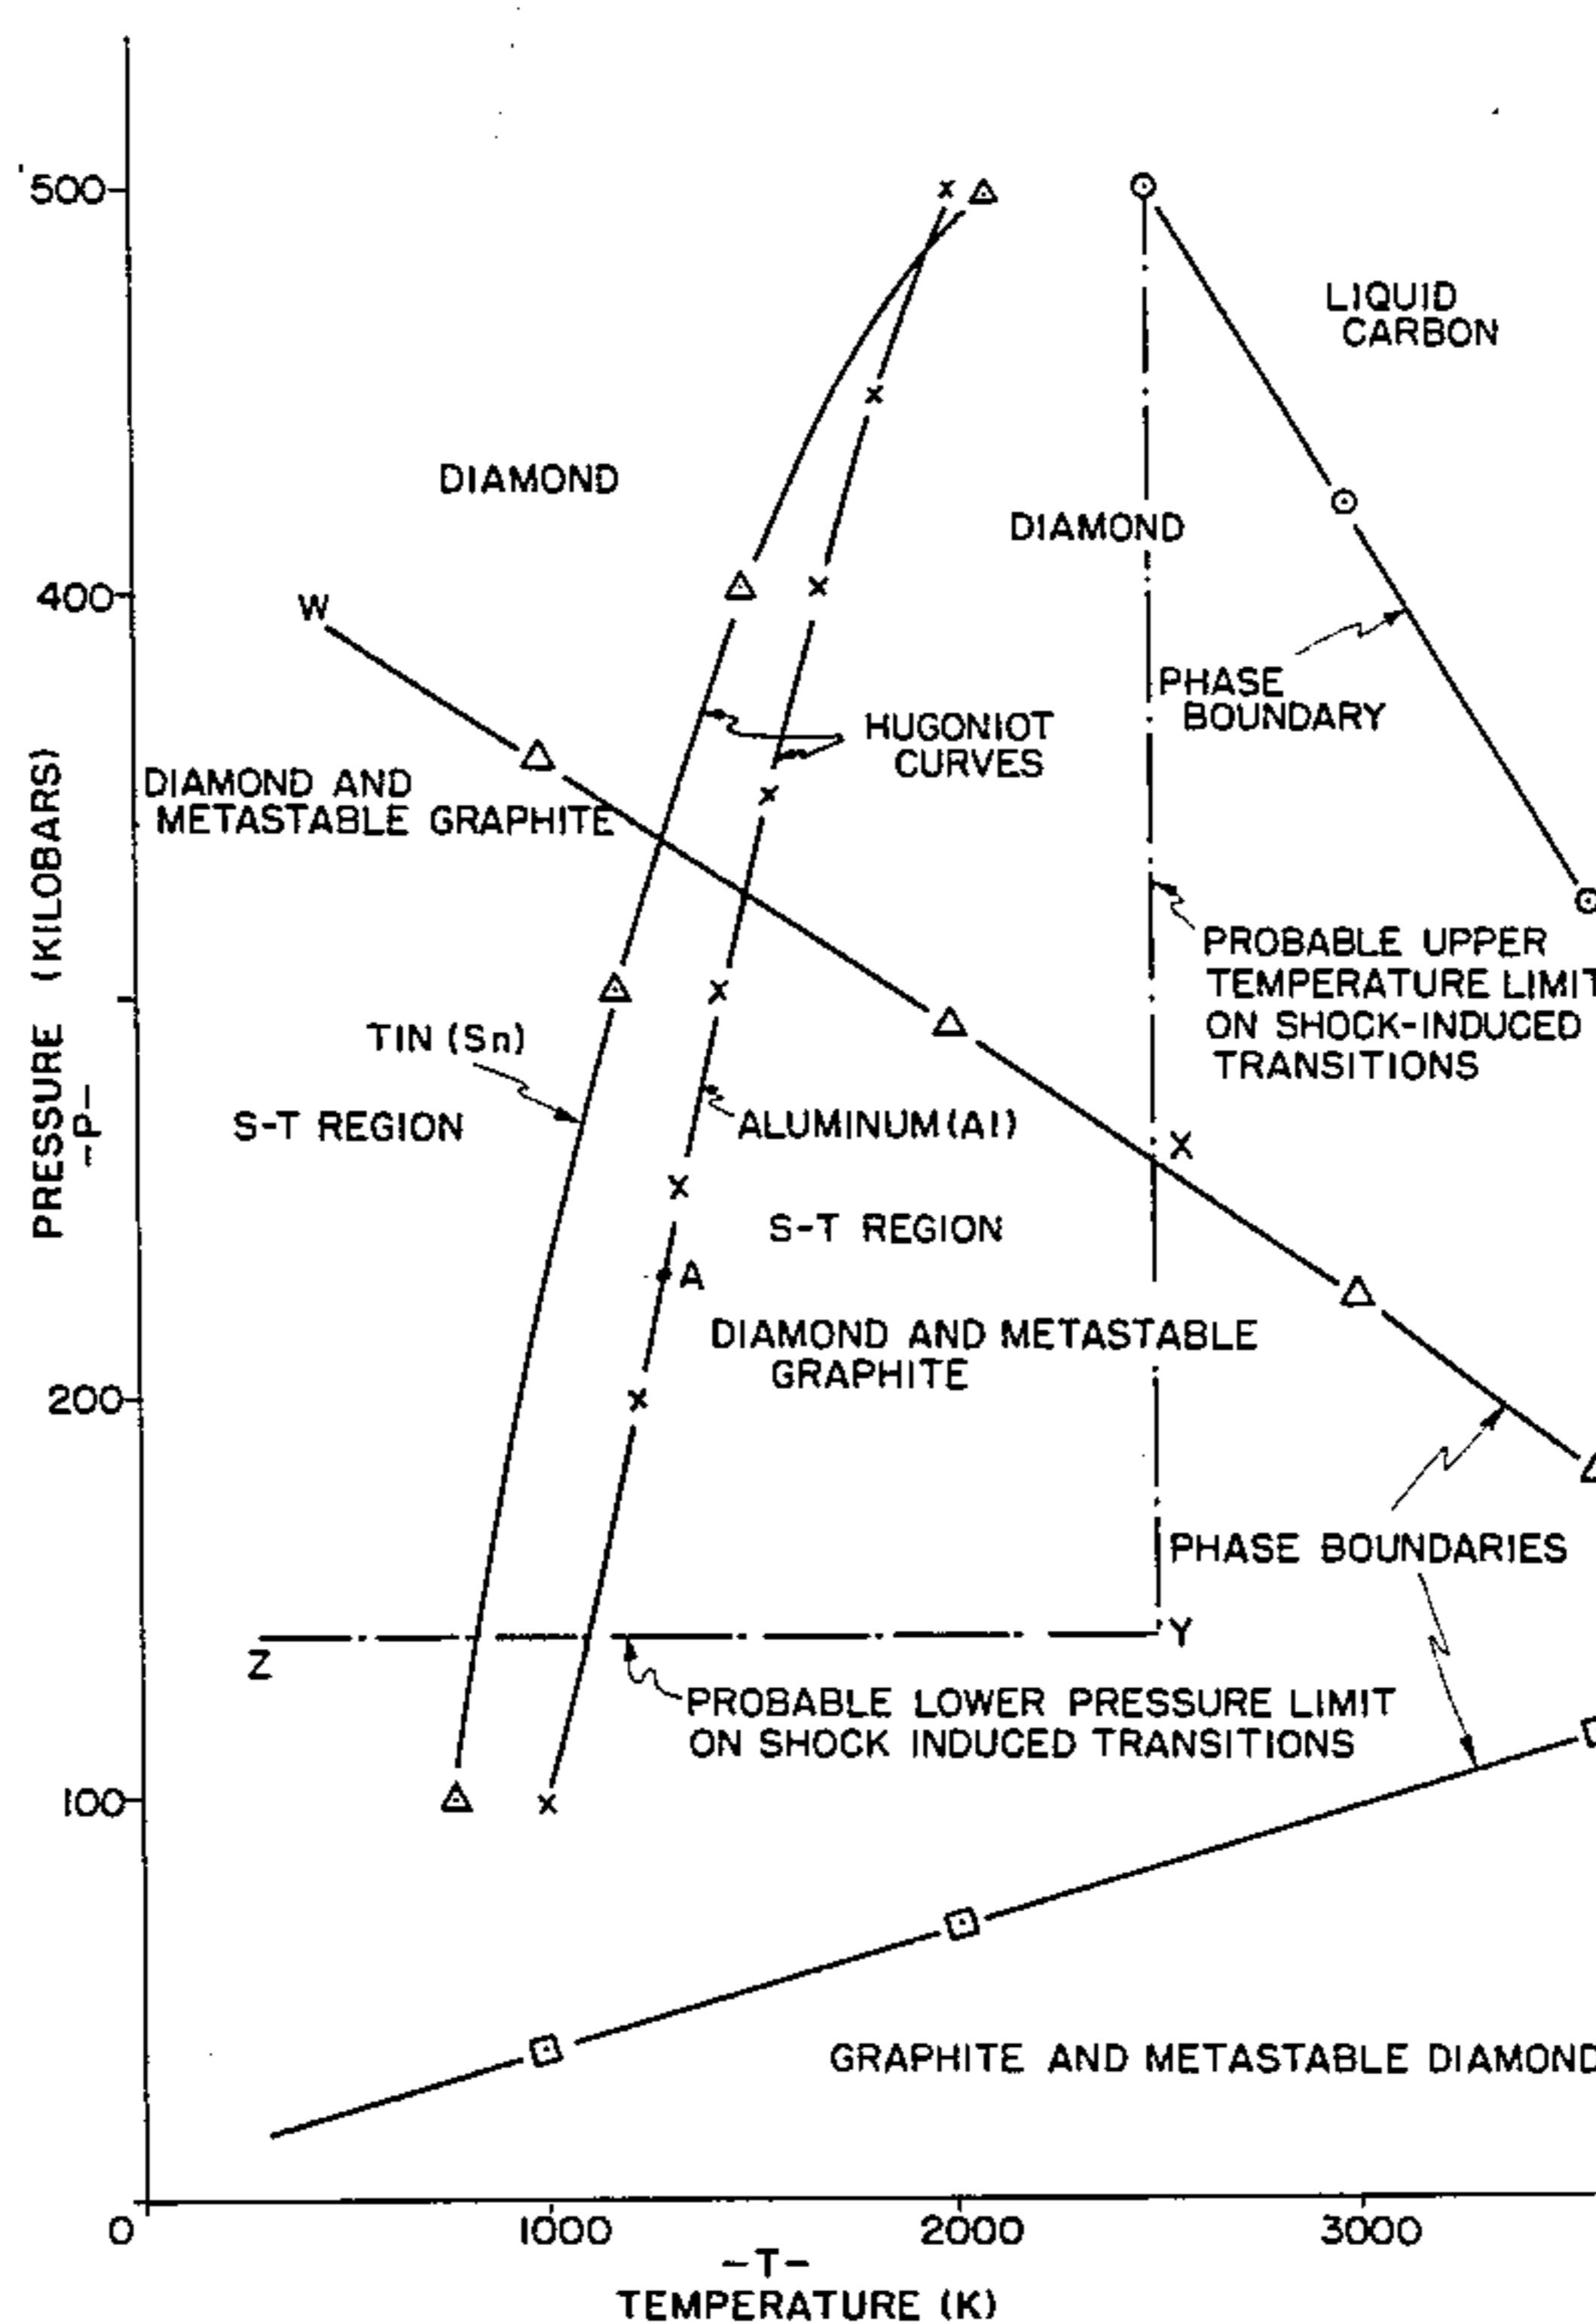 500
LIQUID
CARBON
DIAMOND
DIAMOND
400
W
PHASE
BOUNDARY
HUGONIOT
CURVES
DIAMOND AND
METASTABLE GRAPHITE
PRESSURE (KILOBARS)
-P-
PROBABLE UPPER
TEMPERATURE LIMIT
ON SHOCK-INDUCED
TRANSITIONS
TIN (Sn)
S-T REGION
ALUMINUM (Al)
X
S-T REGION
A
DIAMOND AND METASTABLE
GRAPHITE
200
PHASE BOUNDARIES
Y
Z
PROBABLE LOWER PRESSURE LIMIT
ON SHOCK INDUCED TRANSITIONS
100
GRAPHITE AND METASTABLE DIAMOND
0
1000
2000
3000
-T-
TEMPERATURE (K)